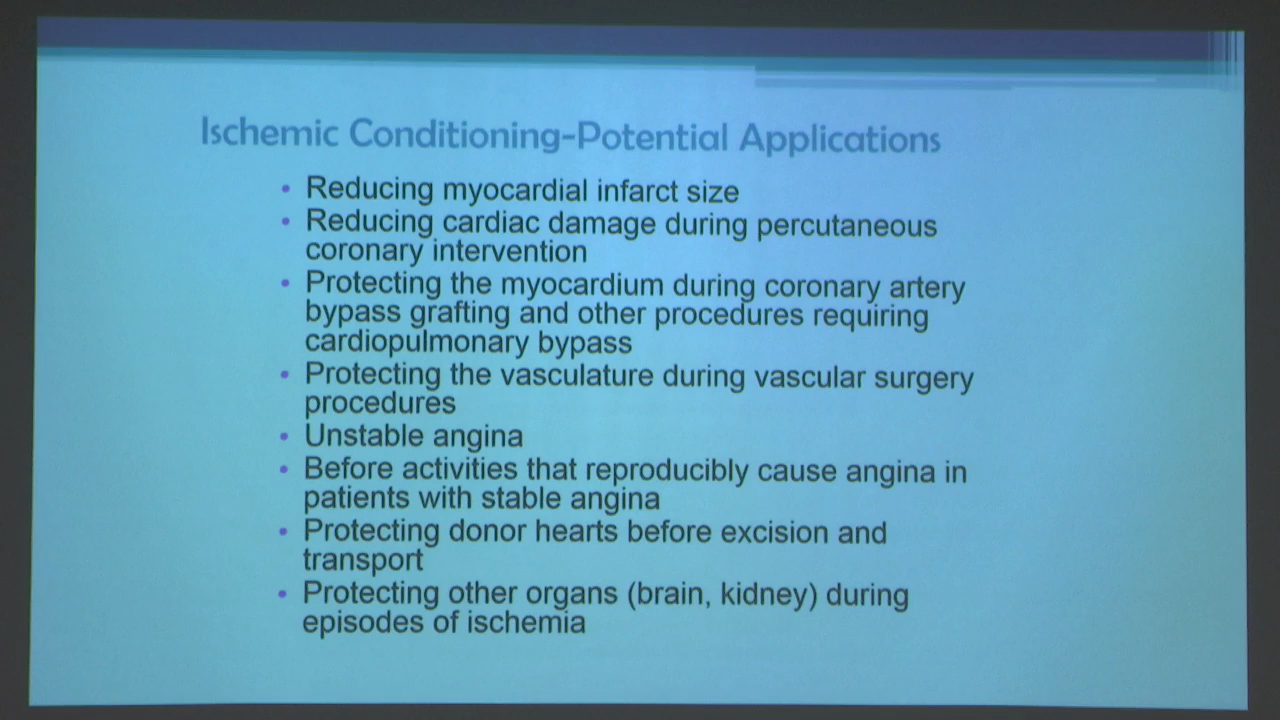 Ischemic Conditioning-Potential Applications
• Reducing myocardial infarct size
• Reducing cardiac damage during percutaneous
coronary intervention
• Protecting the myocardium during coronary artery
bypass grafting and other procedures requiring
cardiopulmonary bypass
• Protecting the vasculature during vascular surgery
procedures
• Unstable angina
• Before activities that reproducibly cause angina in
patients with stable angina
• Protecting donor hearts before excision and
transport
• Protecting other organs (brain, kidney) during
episodes of ischemia